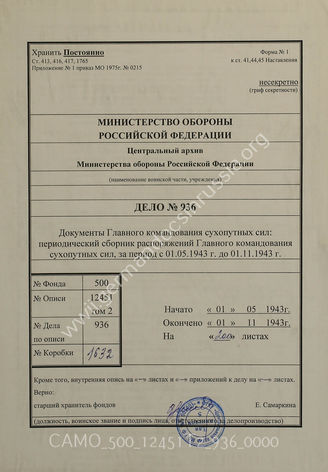 Хранить Постоянно
Форма № 1
Ст. 413, 416, 417, 1765
к ст. 41,44,45 Наставления
Приложение № 1 приказ МО 1975г. № 0215
несекретно
(гриф секретности)
МИНИСТЕРСТВО ОБОРОНЫ
РОССИЙСКОЙ ФЕДЕРАЦИИ
Центральный архив
Министерства обороны Российской Федерации
(наименование воинской части, учреждения)
ДЕЛО № 936
Документы Главного командования сухопутных сил:
периодический сборник распоряжений Главного командования
сухопутных сил, за период с 01.05.1943 г. до 01.11.1943 г.
№ Фонда 500
№ Описи 12451
том 2
№ Дела 936
по описи
№ Коробки 1632
Начато « 01 » 05 1943г.
Окончено « 01 » 11 1943г.
На листах
Кроме того, внутренняя опись на «—» листах и «—» приложений к делу на «—» листах.
Верно:
старший хранитель фондов Е. Самаркина
(должность, воинское звание и подпись лица, ответственного за делопроизводство)
www.germandocsinrussia.org